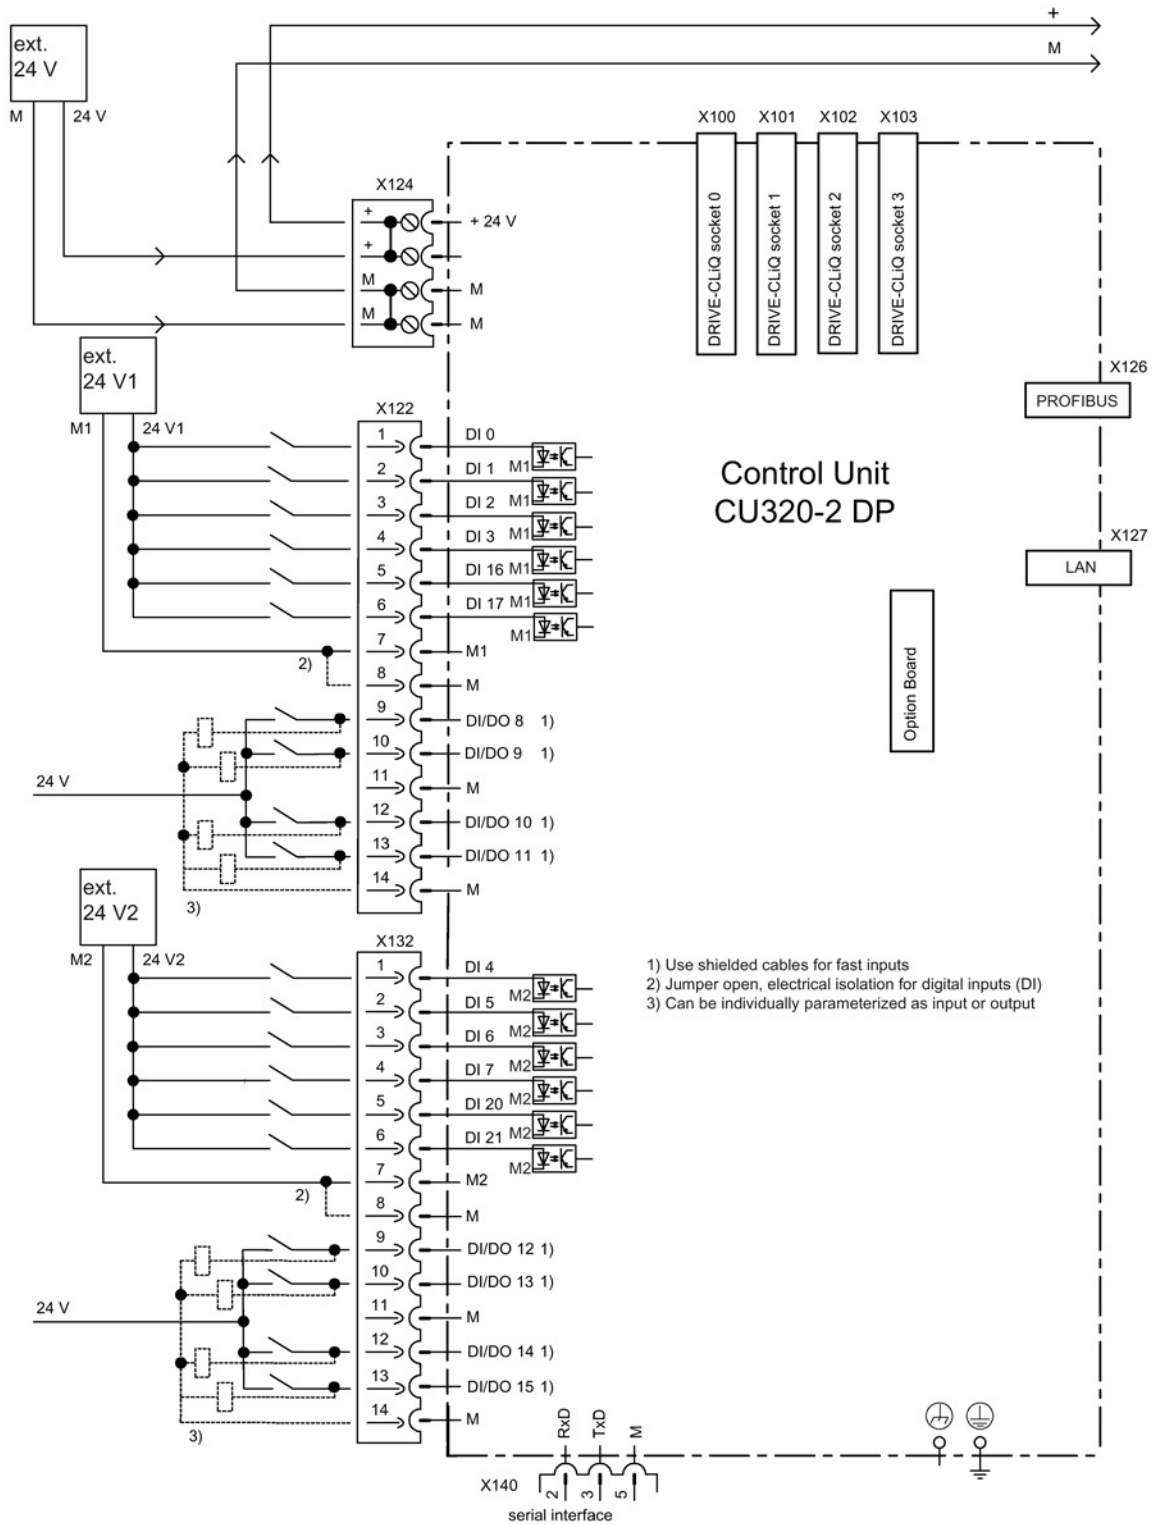 +
M
ext.
24 V
M 24 V
X100 X101 X102 X103
DRIVE-CLiQ socket 0
DRIVE-CLiQ socket 1
DRIVE-CLiQ socket 2
DRIVE-CLiQ socket 3
X124
+ + 24 V
+
M M
M M
ext.
24 V1
M1 24 V1
X126
PROFIBUS
X122
1 DI 0
M1
2 DI 1
M1
3 DI 2
M1
4 DI 3
M1
5 DI 16
M1
6 DI 17
M1
7 M1
2)
8 M
9 DI/DO 8 1)
10 DI/DO 9 1)
24 V
11 M
12 DI/DO 10 1)
13 DI/DO 11 1)
14 M
3)
Control Unit
CU320-2 DP
X127
LAN
Option Board
ext.
24 V2
M2 24 V2
X132
1 DI 4
M2
2 DI 5
M2
3 DI 6
M2
4 DI 7
M2
5 DI 20
M2
6 DI 21
M2
7 M2
2)
8 M
9 DI/DO 12 1)
10 DI/DO 13 1)
24 V
11 M
12 DI/DO 14 1)
13 DI/DO 15 1)
14 M
3)
1) Use shielded cables for fast inputs
2) Jumper open, electrical isolation for digital inputs (DI)
3) Can be individually parameterized as input or output
RxD
TxD
M
X140
2
3
5
serial interface